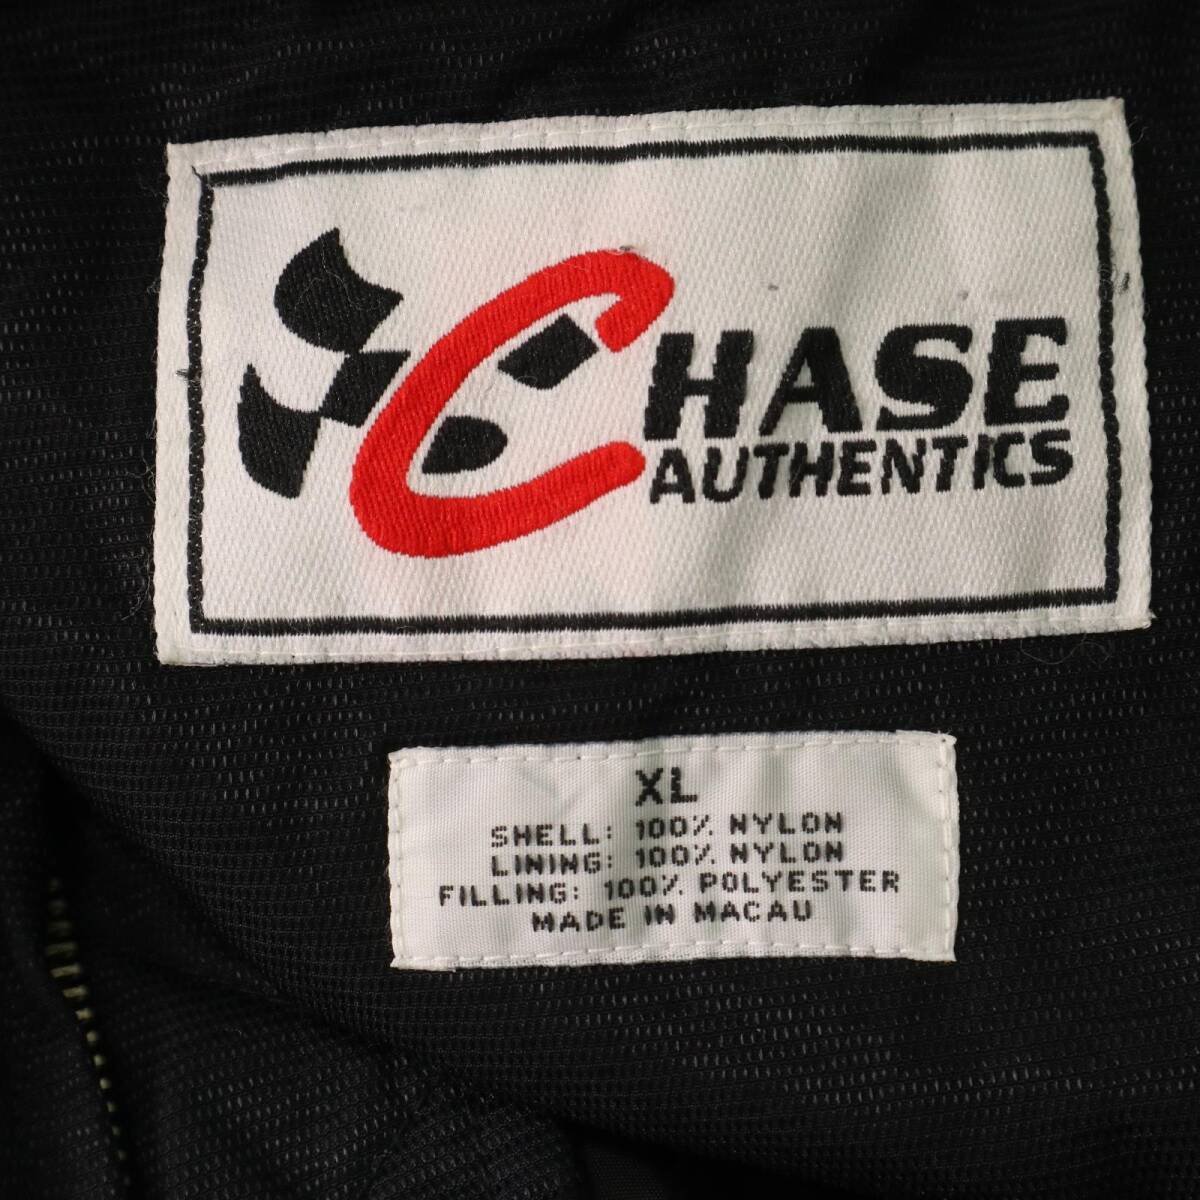 CHASE
AUTHENTICS
XL
SHELL: 100% NYLON
LINING: 100% NYLON
FILLING: 100% POLYESTER
MADE IN MACAU